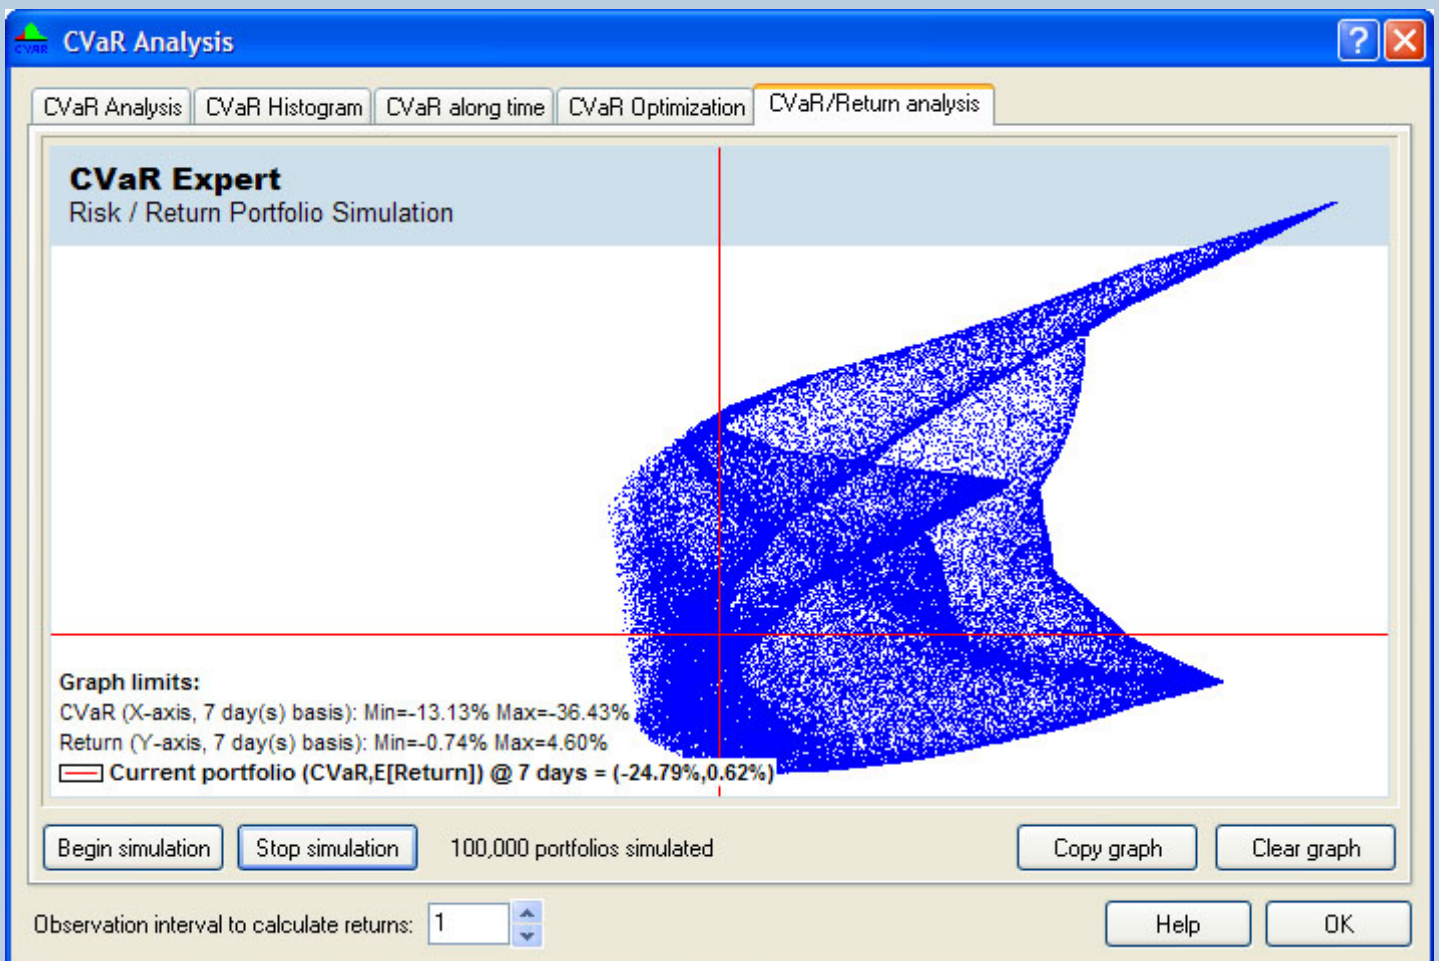 CVaR CVaR Analysis
CVaR Analysis CVaR Histogram CVaR along time CVaR Optimization CVaR/Return analysis
CVaR Expert
Risk / Return Portfolio Simulation
Graph limits:
CVaR (X-axis, 7 day(s) basis): Min=-13.13% Max=-36.43%
Return (Y-axis, 7 day(s) basis): Min=-0.74% Max=4.60%
Current portfolio (CVaR,E[Return]) @ 7 days = (-24.79%,0.62%)
Begin simulation Stop simulation 100,000 portfolios simulated Copy graph Clear graph
Observation interval to calculate returns: 1 Help OK